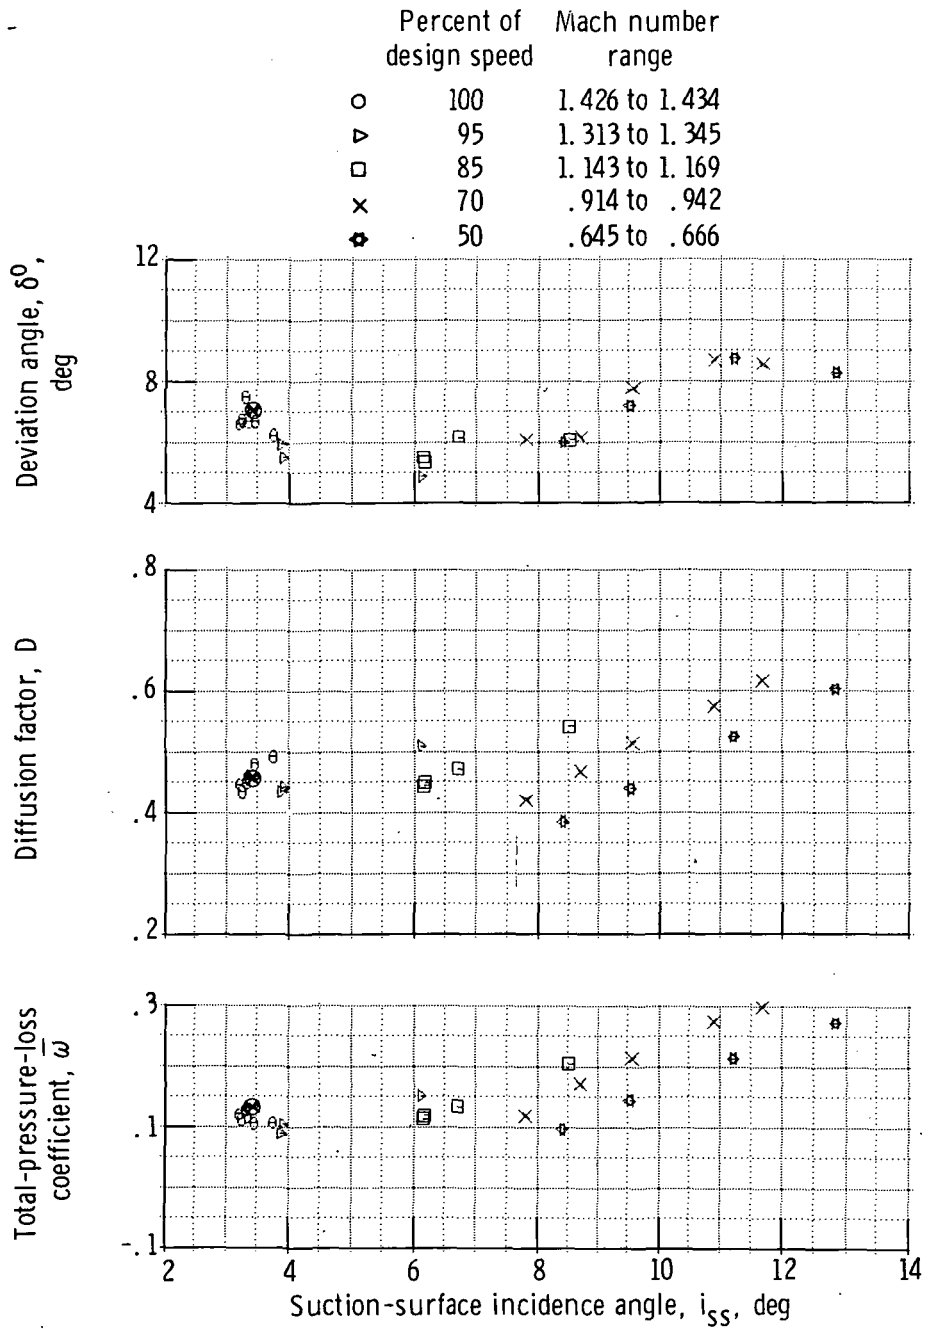 Percent of design speed
Mach number range
100 1.426 to 1.434
95 1.313 to 1.345
85 1.143 to 1.169
70 .914 to .942
50 .645 to .666
Deviation angle, δ°, deg
12
8
4
Diffusion factor, D
.8
.6
.4
.2
Total-pressure-loss coefficient, ω̅
.3
.1
-.1
2 4 6 8 10 12 14
Suction-surface incidence angle, iss, deg